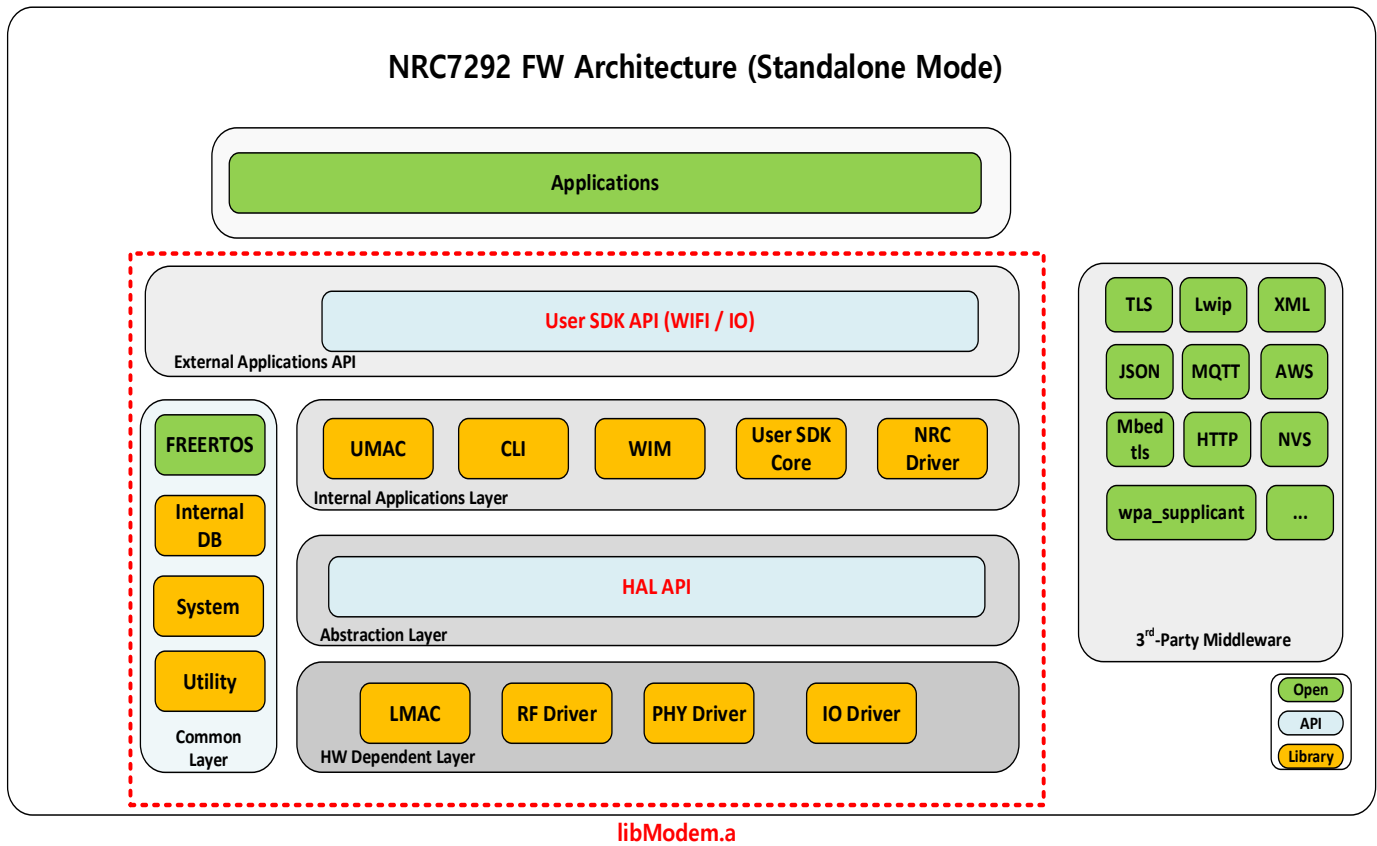 NRC7292 FW Architecture (Standalone Mode)
Applications
User SDK API (WIFI / IO)
External Applications API
FREERTOS
Internal
DB
System
Utility
Common
Layer
UMAC
CLI
WIM
User SDK
Core
NRC
Driver
Internal Applications Layer
HAL API
Abstraction Layer
LMAC
RF Driver
PHY Driver
IO Driver
HW Dependent Layer
libModem.a
TLS
Lwip
XML
JSON
MQTT
AWS
Mbed
tls
HTTP
NVS
wpa_supplicant
...
3rd-Party Middleware
Open
API
Library